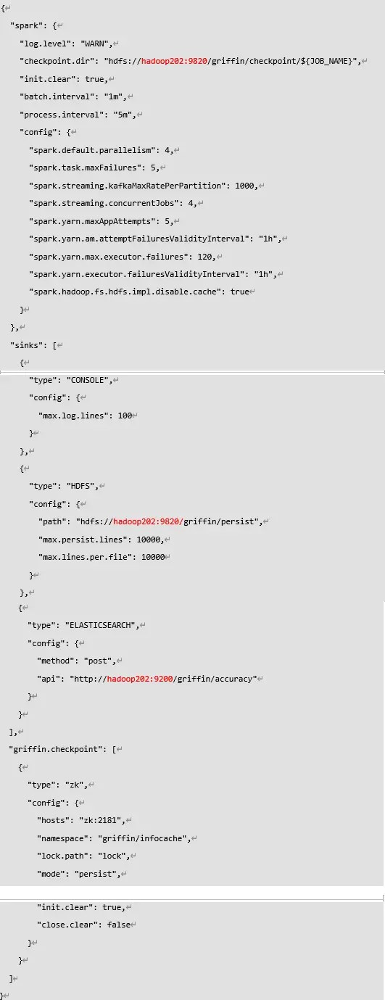 {
"spark": {
"log.level": "WARN",
"checkpoint.dir": "hdfs://hadoop202:9820/griffin/checkpoint/${JOB_NAME}",
"init.clear": true,
"batch.interval": "1m",
"process.interval": "5m",
"config": {
"spark.default.parallelism": 4,
"spark.task.maxFailures": 5,
"spark.streaming.kafkaMaxRatePerPartition": 1000,
"spark.streaming.concurrentJobs": 4,
"spark.yarn.maxAppAttempts": 5,
"spark.yarn.am.attemptFailuresValidityInterval": "1h",
"spark.yarn.max.executor.failures": 120,
"spark.yarn.executor.failuresValidityInterval": "1h",
"spark.hadoop.fs.hdfs.impl.disable.cache": true
}
},
"sinks": [
{
"type": "CONSOLE",
"config": {
"max.log.lines": 100
}
},
{
"type": "HDFS",
"config": {
"path": "hdfs://hadoop202:9820/griffin/persist",
"max.persist.lines": 10000,
"max.lines.per.file": 10000
}
},
{
"type": "ELASTICSEARCH",
"config": {
"method": "post",
"api": "http://hadoop202:9200/griffin/accuracy"
}
}
],
"griffin.checkpoint": [
{
"type": "zk",
"config": {
"hosts": "zk:2181",
"namespace": "griffin/infocache",
"lock.path": "lock",
"mode": "persist",
"init.clear": true,
"close.clear": false
}
}
]
}